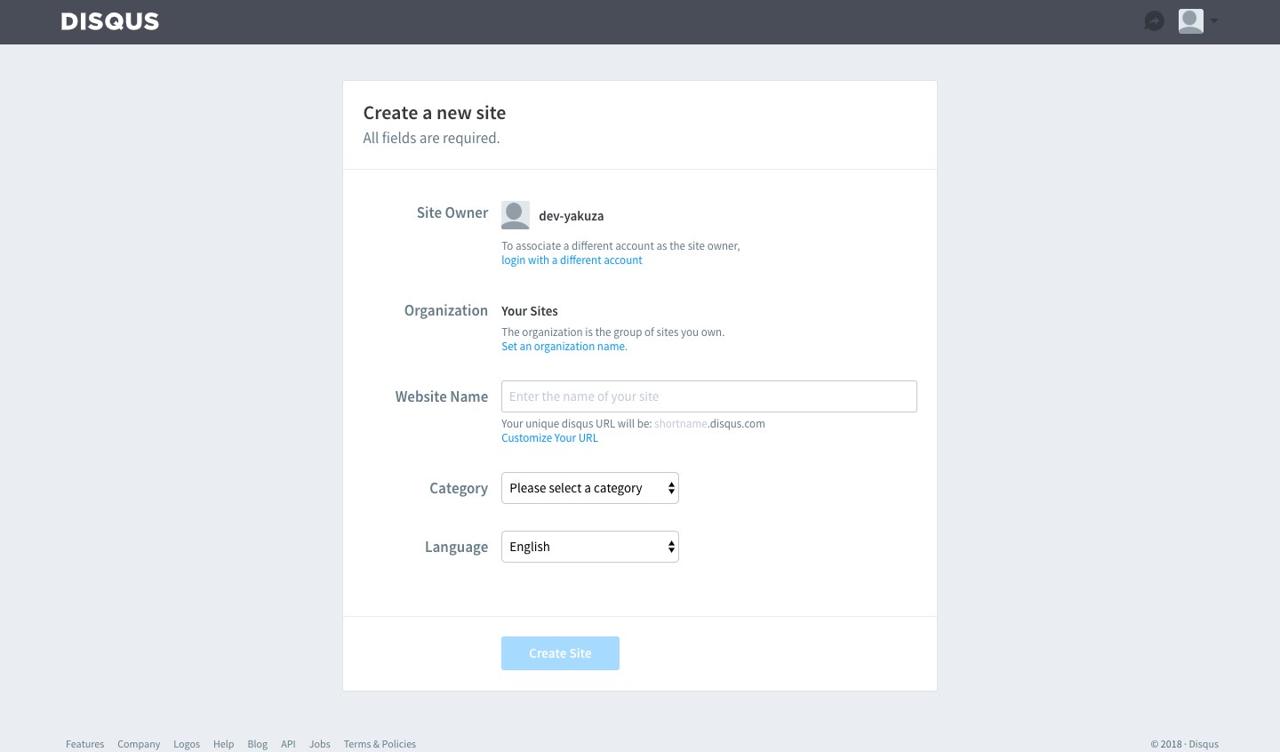 DISQUS
Create a new site
All fields are required.
Site Owner
dev-yakuza
To associate a different account as the site owner,
login with a different account
Organization
Your Sites
The organization is the group of sites you own.
Set an organization name.
Website Name
Enter the name of your site
Your unique disqus URL will be: shortname.disqus.com
Customize Your URL
Category
Please select a category
Language
English
Create Site
Features Company Logos Help Blog API Jobs Terms & Policies
© 2018 · Disqus